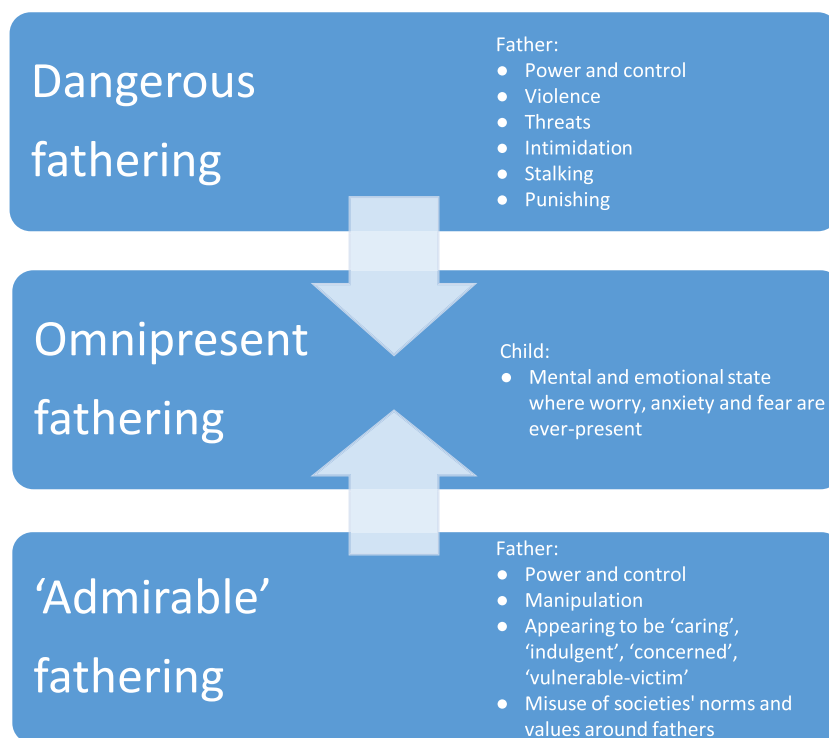 Dangerous
fathering
Father:
● Power and control
● Violence
● Threats
● Intimidation
● Stalking
● Punishing
Omnipresent
fathering
Child:
● Mental and emotional state
where worry, anxiety and fear are
ever-present
‘Admirable’
fathering
Father:
● Power and control
● Manipulation
● Appearing to be ‘caring’,
‘indulgent’, ‘concerned’,
‘vulnerable-victim’
● Misuse of societies' norms and
values around fathers